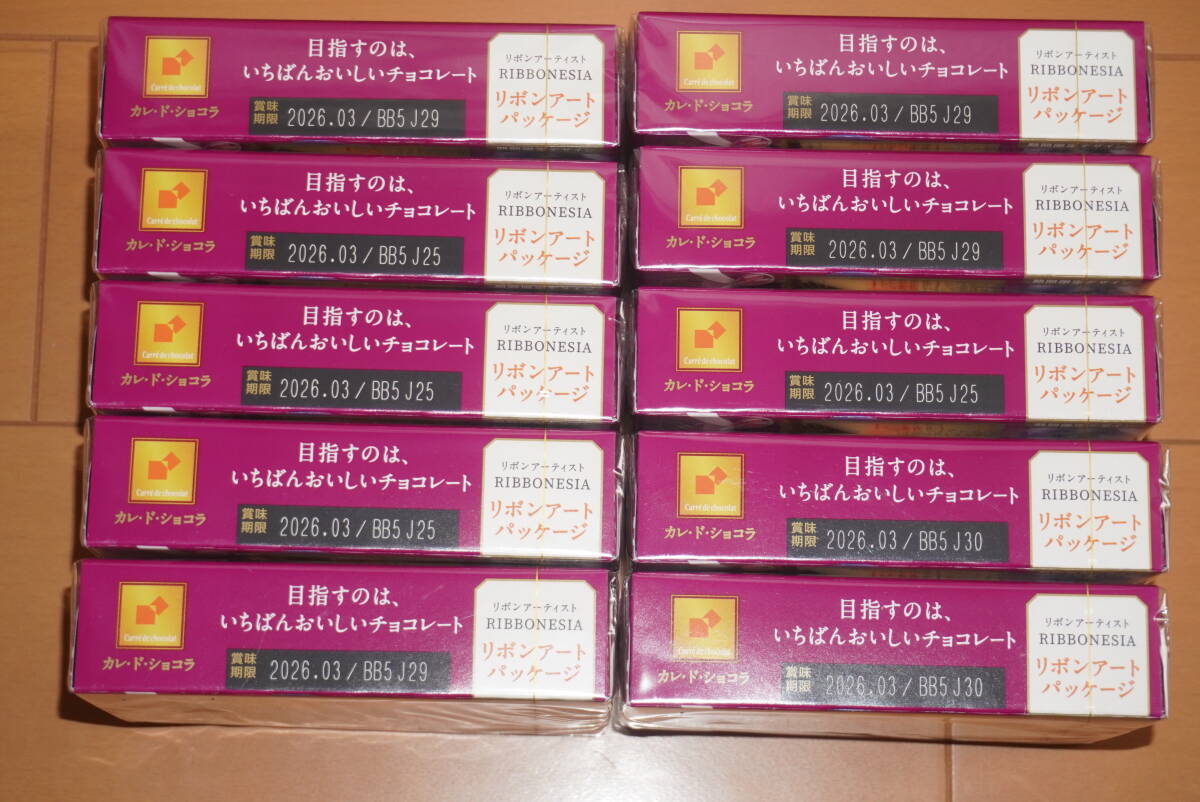 目指すのは、
いちばんおいしいチョコレート
Carré de chocolat
カレ・ド・ショコラ
賞味期限 2026.03/BB5J29
リボンアーティスト
RIBBONESIA
リボンアート
パッケージ
目指すのは、
いちばんおいしいチョコレート
Carré de chocolat
カレ・ド・ショコラ
賞味期限 2026.03/BB5J29
リボンアーティスト
RIBBONESIA
リボンアート
パッケージ
目指すのは、
いちばんおいしいチョコレート
Carré de chocolat
カレ・ド・ショコラ
賞味期限 2026.03/BB5J25
リボンアーティスト
RIBBONESIA
リボンアート
パッケージ
目指すのは、
いちばんおいしいチョコレート
Carré de chocolat
カレ・ド・ショコラ
賞味期限 2026.03/BB5J29
リボンアーティスト
RIBBONESIA
リボンアート
パッケージ
目指すのは、
いちばんおいしいチョコレート
Carré de chocolat
カレ・ド・ショコラ
賞味期限 2026.03/BB5J25
リボンアーティスト
RIBBONESIA
リボンアート
パッケージ
目指すのは、
いちばんおいしいチョコレート
Carré de chocolat
カレ・ド・ショコラ
賞味期限 2026.03/BB5J25
リボンアーティスト
RIBBONESIA
リボンアート
パッケージ
目指すのは、
いちばんおいしいチョコレート
Carré de chocolat
カレ・ド・ショコラ
賞味期限 2026.03/BB5J25
リボンアーティスト
RIBBONESIA
リボンアート
パッケージ
目指すのは、
いちばんおいしいチョコレート
Carré de chocolat
カレ・ド・ショコラ
賞味期限 2026.03/BB5J30
リボンアーティスト
RIBBONESIA
リボンアート
パッケージ
目指すのは、
いちばんおいしいチョコレート
Carré de chocolat
カレ・ド・ショコラ
賞味期限 2026.03/BB5J29
リボンアーティスト
RIBBONESIA
リボンアート
パッケージ
目指すのは、
いちばんおいしいチョコレート
Carré de chocolat
カレ・ド・ショコラ
賞味期限 2026.03/BB5J30
リボンアーティスト
RIBBONESIA
リボンアート
パッケージ